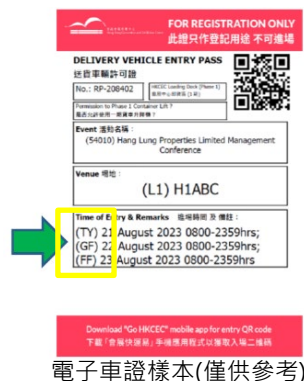 FOR REGISTRATION ONLY
此證只作登記用途 不可進場
DELIVERY VEHICLE ENTRY PASS
送貨車輛許可證
No.: RP-208402
HKCEC Loading Dock (Phase 1)
Permission to Phase 1 Container Lift ?
Event 活動名稱:
(54010) Hang Lung Properties Limited Management
Conference
Venue 場地:
(L1) H1ABC
Time of Entry & Remarks 進場時間 及 備註:
(TY) 21 August 2023 0800-2359hrs;
(GF) 22 August 2023 0800-2359hrs;
(FF) 23 August 2023 0800-2359hrs
Download "Go HKCEC" mobile app for entry QR code
下載「會展快運易」手機應用程式以獲取入場二維碼
電子車證樣本(僅供參考)